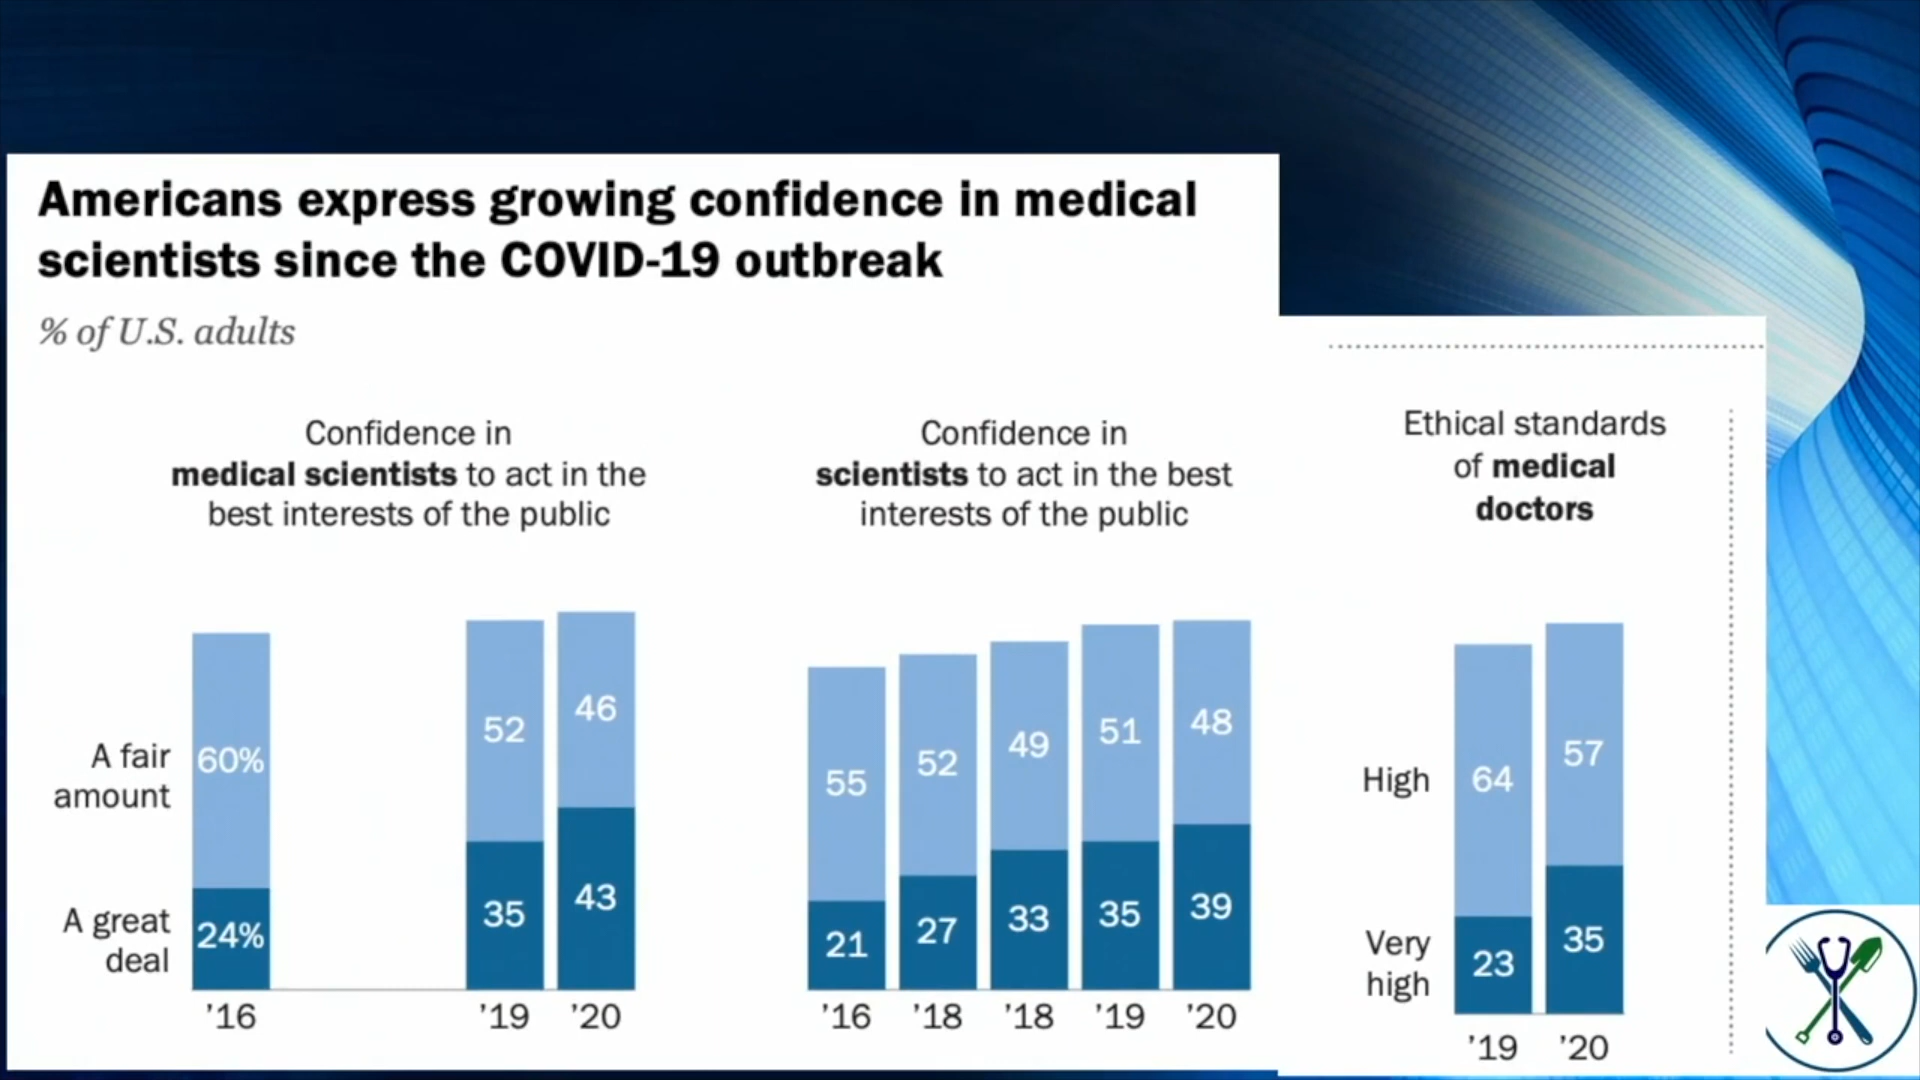 Americans express growing confidence in medical
scientists since the COVID-19 outbreak
% of U.S. adults
Confidence in
medical scientists to act in the
best interests of the public
A fair
amount
A great
deal
60%
24%
52
35
46
43
'16
'19
'20
Confidence in
scientists to act in the best
interests of the public
55
21
52
27
49
33
51
35
48
39
'16
'18
'18
'19
'20
Ethical standards
of medical
doctors
High
Very
high
64
23
57
35
'19
'20